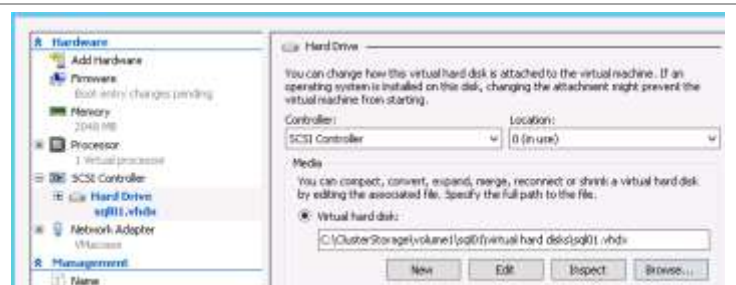 Hardware
Add Hardware
Firmware
Boot entry changes pending
Memory
2048 MB
Processor
1 Virtual processor
SCSI Controller
Hard Drive
sql01.vhdx
Network Adapter
Management
Name
Hard Drive
You can change how this virtual hard disk is attached to the virtual machine. If an
operating system is installed on this disk, changing the attachment might prevent the
virtual machine from starting.
Controller: Location:
SCSI Controller 0 (in use)
Media
You can compact, convert, expand, merge, reconnect or shrink a virtual hard disk
by editing the associated file. Specify the full path to the file.
Virtual hard disk:
C:\ClusterStorage\volume1\sql01\virtual hard disks\sql01.vhdx
New Edit Inspect Browse...